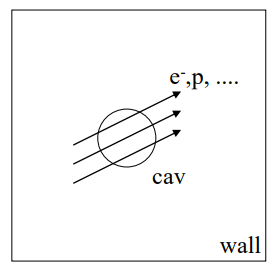 e⁻,p, ....
cav
wall